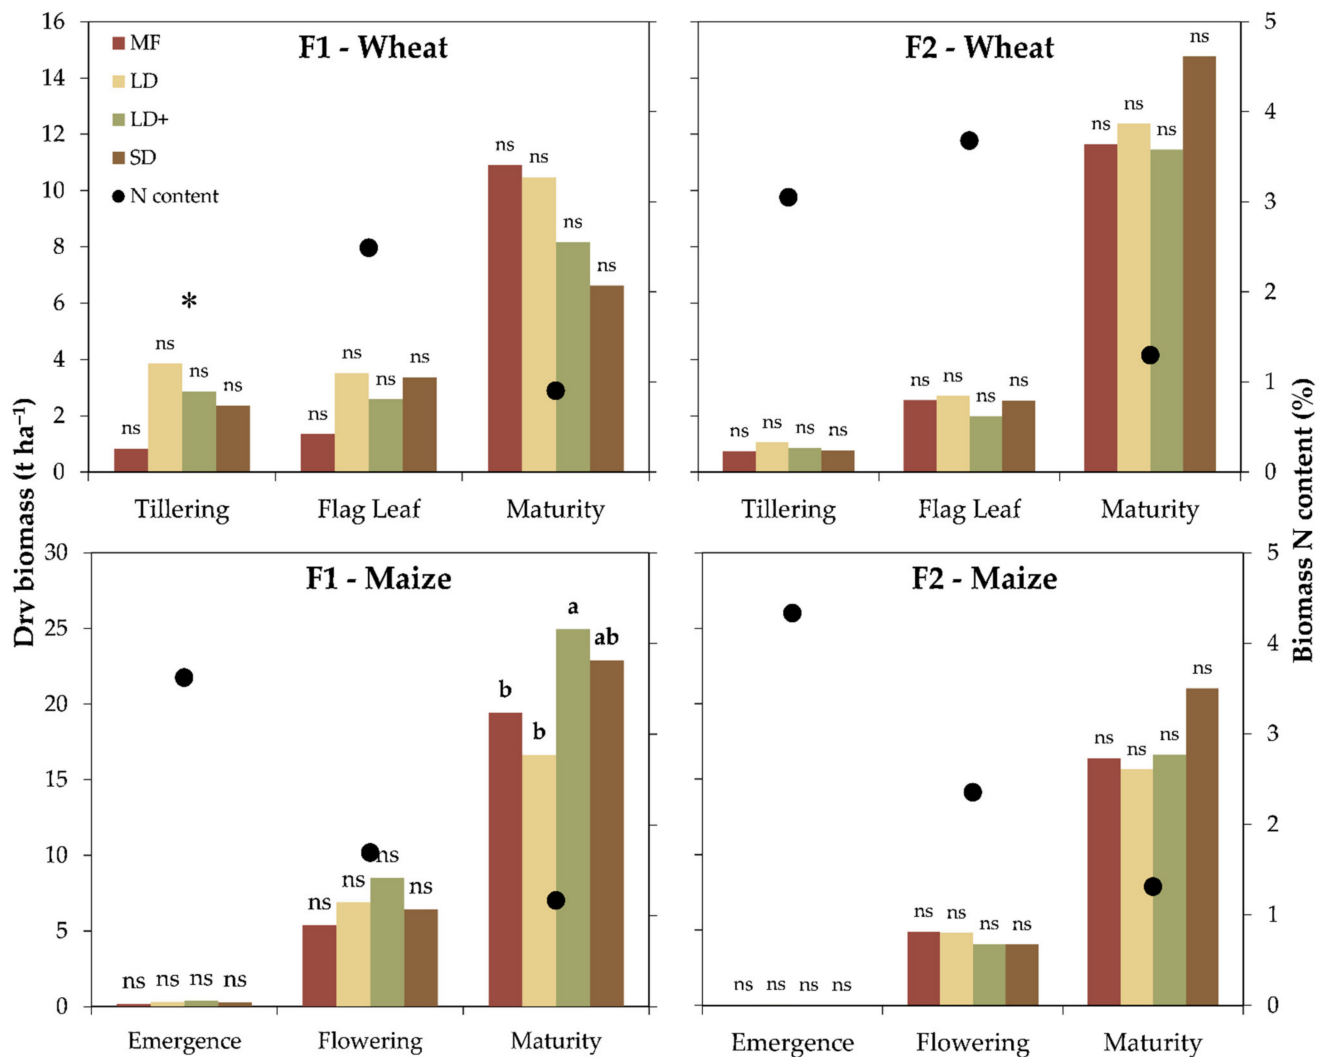 16
14
12
10
8
6
4
2
0
F1 - Wheat
MF
LD
LD+
SD
N content
*
ns
ns
ns
ns
ns
ns
ns
ns
ns
ns
ns
ns
Tillering
Flag Leaf
Maturity
F2 - Wheat
ns
ns
ns
ns
ns
ns
ns
ns
ns
ns
ns
ns
5
4
3
2
1
0
Tillering
Flag Leaf
Maturity
Dry biomass (t ha⁻¹)
Biomass N content (%)
30
25
20
15
10
5
0
F1 - Maize
ns
ns
ns
ns
ns
ns
ns
ns
b
b
a
ab
Emergence
Flowering
Maturity
F2 - Maize
ns
ns
ns
ns
ns
ns
ns
ns
ns
ns
ns
ns
5
4
3
2
1
0
Emergence
Flowering
Maturity